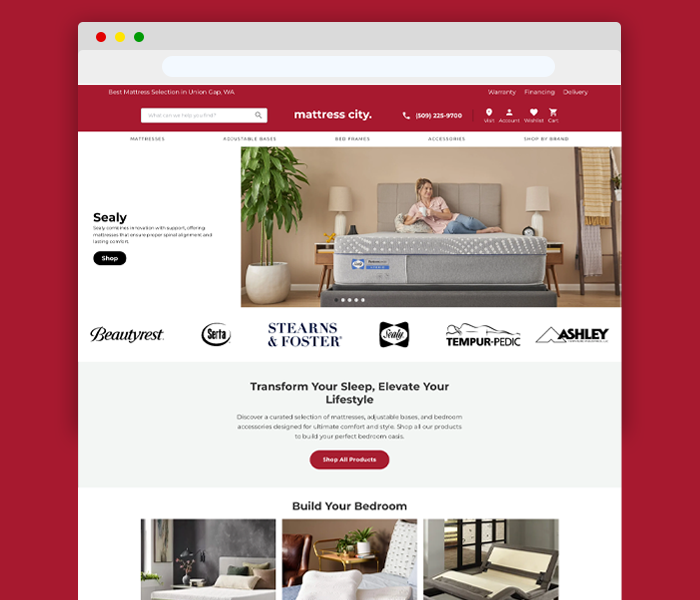 Best Mattress Selection in Union Gap, WA
Warranty Financing Delivery
What can we help you find?
mattress city.
(509) 225-9700
Visit Account Wishlist Cart
MATTRESSES ADJUSTABLE BASES BED FRAMES ACCESSORIES SHOP BY BRAND
Sealy
Sealy combines innovation with support, offering
mattresses that ensure proper spinal alignment and
lasting comfort.
Shop
Beautyrest
Serta
STEARNS
& FOSTER®
Sealy
TEMPUR-PEDIC
ASHLEY
Transform Your Sleep, Elevate Your
Lifestyle
Discover a curated selection of mattresses, adjustable bases, and bedroom
accessories designed for ultimate comfort and style. Shop all our products
to build your perfect bedroom oasis.
Shop All Products
Build Your Bedroom